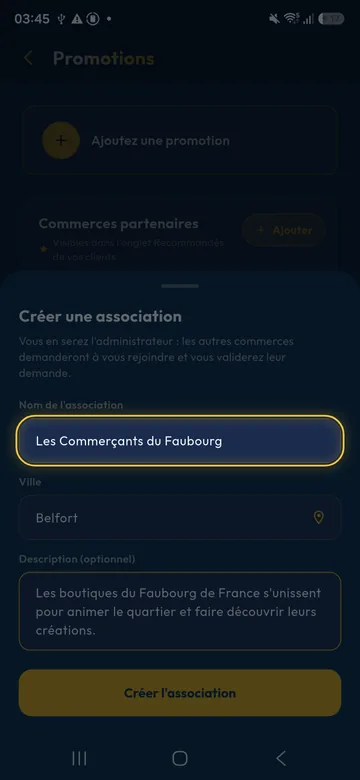 03:45
Promotions
Ajoutez une promotion
Commerces partenaires
+ Ajouter
Visibles dans l'onglet Recommandés
de vos clients
Créer une association
Vous en serez l'administrateur : les autres commerces
demanderont à vous rejoindre et vous validerez leur
demande.
Nom de l'association
Les Commerçants du Faubourg
Ville
Belfort
Description (optionnel)
Les boutiques du Faubourg de France s'unissent
pour animer le quartier et faire découvrir leurs
créations.
Créer l'association